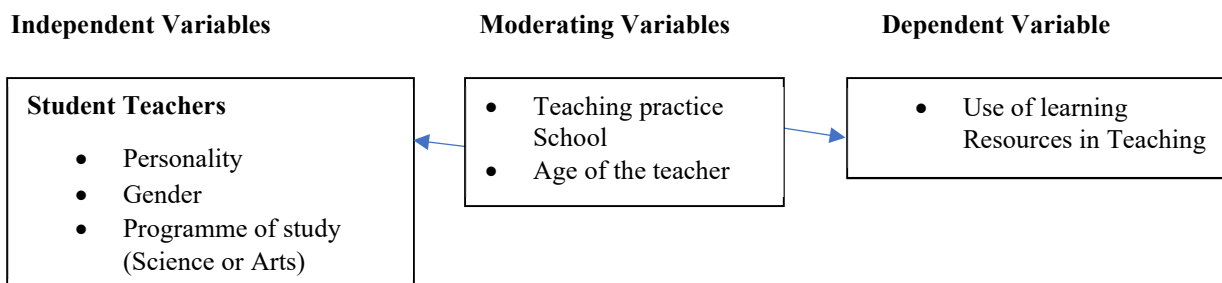 Independent Variables
Moderating Variables
Dependent Variable
Student Teachers
• Personality
• Gender
• Programme of study
(Science or Arts)
• Teaching practice
School
• Age of the teacher
• Use of learning
Resources in Teaching